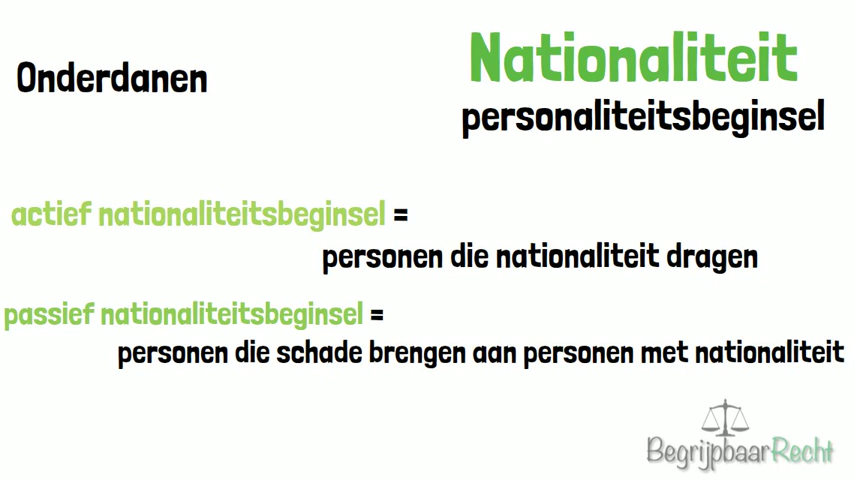 Onderdanen
Nationaliteit
personaliteitsbeginsel
actief nationaliteitsbeginsel =
personen die nationaliteit dragen
passief nationaliteitsbeginsel =
personen die schade brengen aan personen met nationaliteit
BegrijpbaarRecht